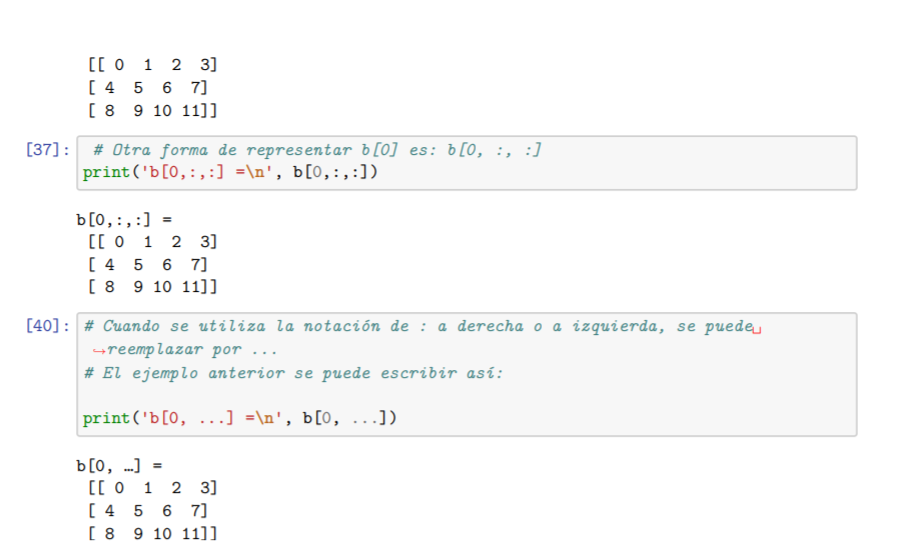 [[ 0 1 2 3]
[ 4 5 6 7]
[ 8 9 10 11]]
[37]: # Otra forma de representar b[0] es: b[0, :, :]
print('b[0,:,:] =\n', b[0,:,:])
b[0,:,:] =
[[ 0 1 2 3]
[ 4 5 6 7]
[ 8 9 10 11]]
[40]: # Cuando se utiliza la notación de : a derecha o a izquierda, se puede␣
↪reemplazar por ...
# El ejemplo anterior se puede escribir así:
print('b[0, ...] =\n', b[0, ...])
b[0, …] =
[[ 0 1 2 3]
[ 4 5 6 7]
[ 8 9 10 11]]